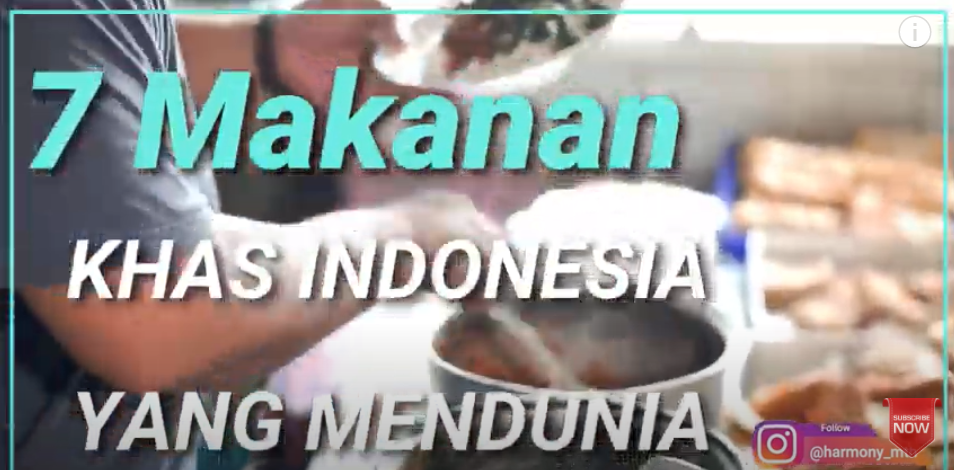 7 Makanan
KHAS INDONESIA
YANG MENDUNIA
SUBSCRIBE
NOW
Follow